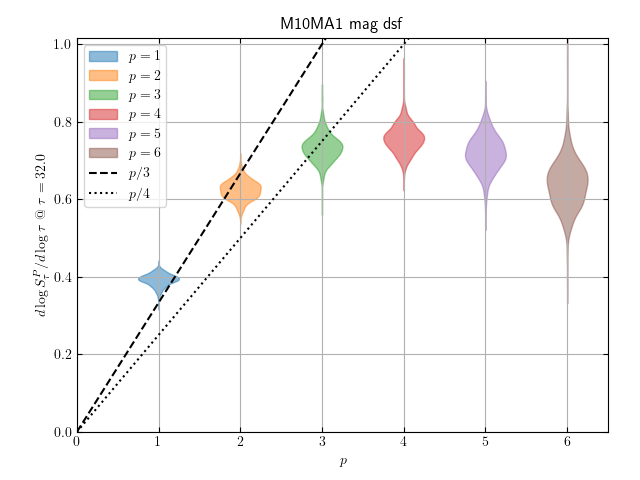 M10MA1 mag dsf
1.0
0.8
0.6
0.4
0.2
0.0
d log S_τ^P / d log τ @ τ = 32.0
p = 1
p = 2
p = 3
p = 4
p = 5
p = 6
p/3
p/4
0 1 2 3 4 5 6
p